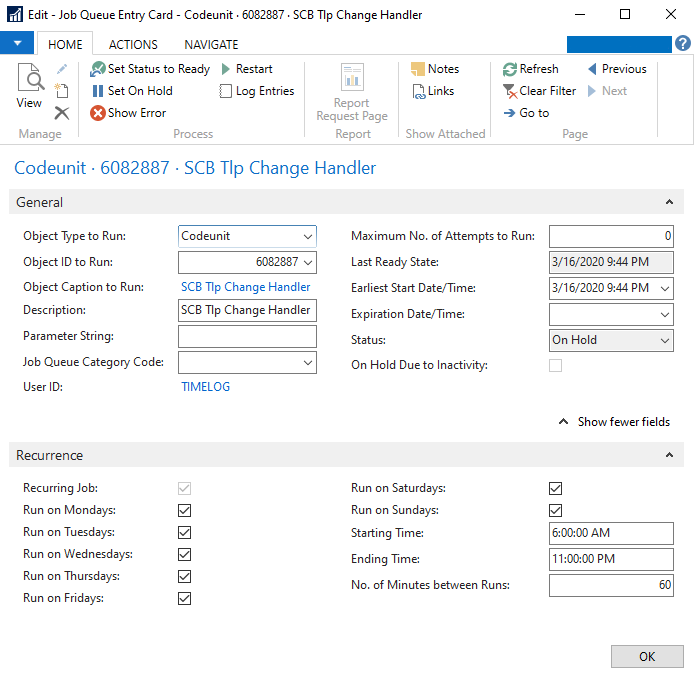 Edit - Job Queue Entry Card - Codeunit · 6082887 · SCB Tlp Change Handler
HOME ACTIONS NAVIGATE ?
View
Manage
Set Status to Ready
Set On Hold
Show Error
Restart
Log Entries
Process
Report
Request Page
Report
Notes
Links
Show Attached
Refresh
Clear Filter
Go to
Previous
Next
Page
Codeunit · 6082887 · SCB Tlp Change Handler
General
Object Type to Run: Codeunit
Object ID to Run: 6082887
Object Caption to Run: SCB Tlp Change Handler
Description: SCB Tlp Change Handler
Parameter String:
Job Queue Category Code:
User ID: TIMELOG
Maximum No. of Attempts to Run: 0
Last Ready State: 3/16/2020 9:44 PM
Earliest Start Date/Time: 3/16/2020 9:44 PM
Expiration Date/Time:
Status: On Hold
On Hold Due to Inactivity:
Show fewer fields
Recurrence
Recurring Job:
Run on Mondays:
Run on Tuesdays:
Run on Wednesdays:
Run on Thursdays:
Run on Fridays:
Run on Saturdays:
Run on Sundays:
Starting Time: 6:00:00 AM
Ending Time: 11:00:00 PM
No. of Minutes between Runs: 60
OK